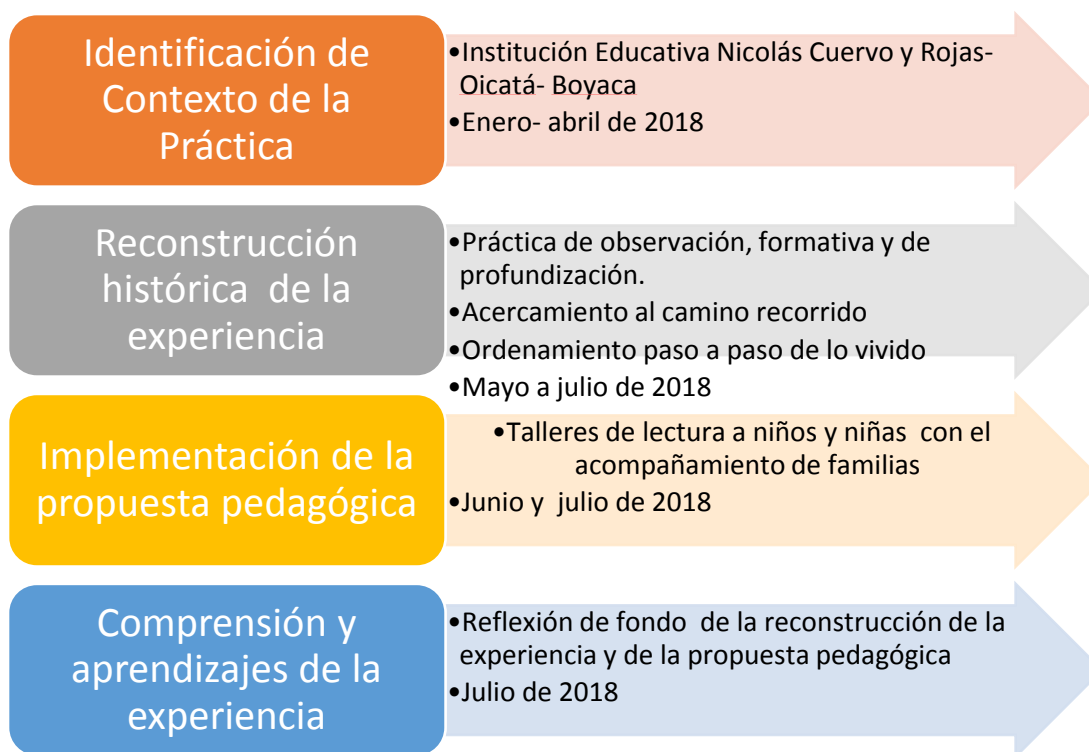 Identificación de
Contexto de la
Práctica
•Institución Educativa Nicolás Cuervo y Rojas-
Oicatá- Boyaca
•Enero- abril de 2018
Reconstrucción
histórica de la
experiencia
•Práctica de observación, formativa y de
profundización.
•Acercamiento al camino recorrido
•Ordenamiento paso a paso de lo vivido
•Mayo a julio de 2018
Implementación de la
propuesta pedagógica
•Talleres de lectura a niños y niñas con el
acompañamiento de familias
•Junio y julio de 2018
Comprensión y
aprendizajes de la
experiencia
•Reflexión de fondo de la reconstrucción de la
experiencia y de la propuesta pedagógica
•Julio de 2018